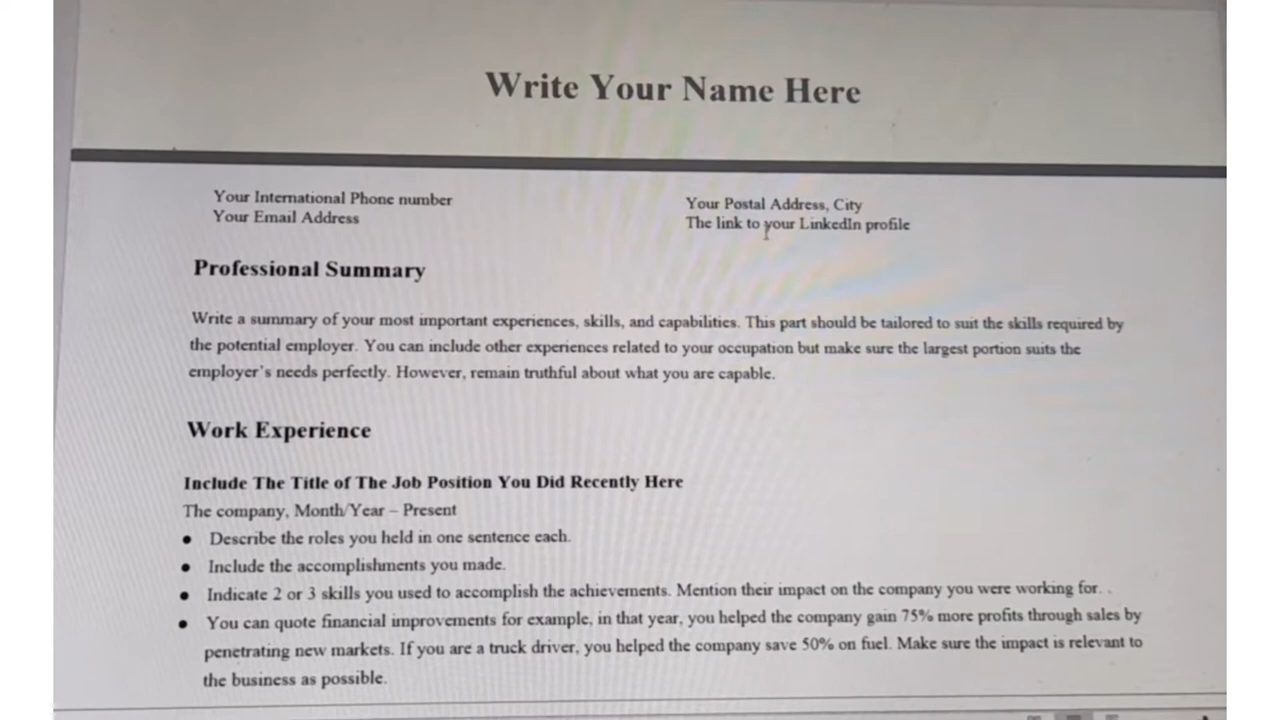 Write Your Name Here
Your International Phone number
Your Email Address
Your Postal Address, City
The link to your LinkedIn profile
Professional Summary
Write a summary of your most important experiences, skills, and capabilities. This part should be tailored to suit the skills required by
the potential employer. You can include other experiences related to your occupation but make sure the largest portion suits the
employer's needs perfectly. However, remain truthful about what you are capable.
Work Experience
Include The Title of The Job Position You Did Recently Here
The company, Month/Year – Present
● Describe the roles you held in one sentence each.
● Include the accomplishments you made.
● Indicate 2 or 3 skills you used to accomplish the achievements. Mention their impact on the company you were working for. .
● You can quote financial improvements for example, in that year, you helped the company gain 75% more profits through sales by
penetrating new markets. If you are a truck driver, you helped the company save 50% on fuel. Make sure the impact is relevant to
the business as possible.